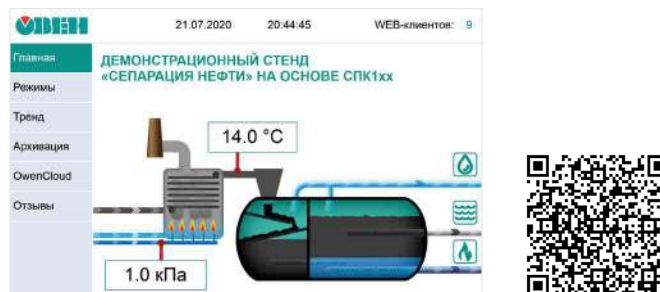 ОВЕН
21.07.2020 20:44:45 WEB-клиентов: 9
Главная
Режимы
Тренд
Архивация
OwenCloud
Отзывы
ДЕМОНСТРАЦИОННЫЙ СТЕНД
«СЕПАРАЦИЯ НЕФТИ» НА ОСНОВЕ СПК1xx
14.0 °C
1.0 кПа